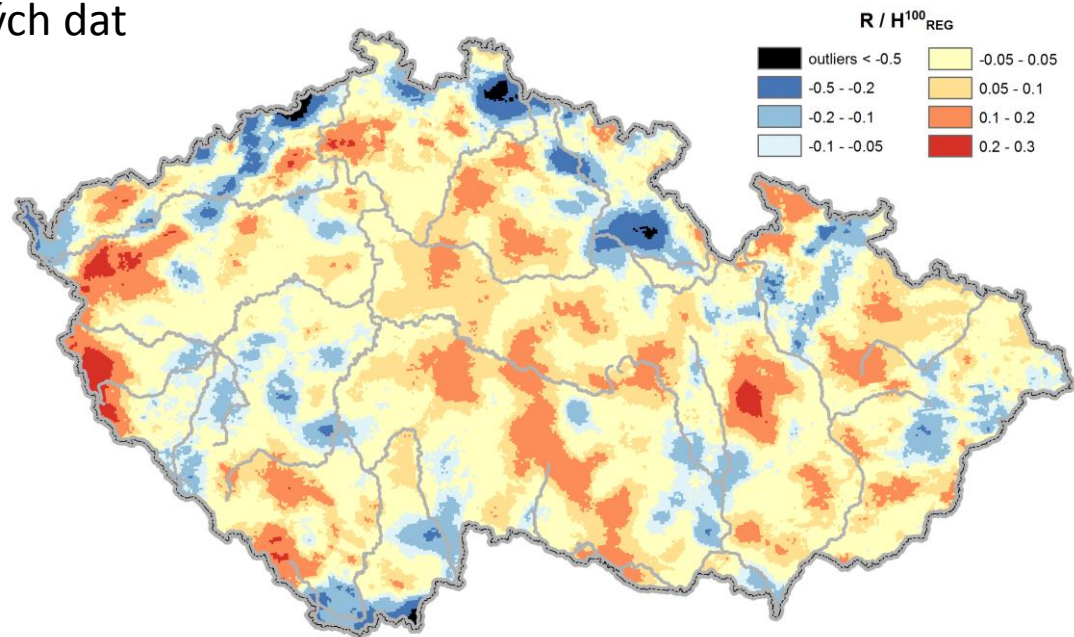 ých dat
R / H¹⁰⁰REG
outliers < -0.5
-0.5 - -0.2
-0.2 - -0.1
-0.1 - -0.05
-0.05 - 0.05
0.05 - 0.1
0.1 - 0.2
0.2 - 0.3